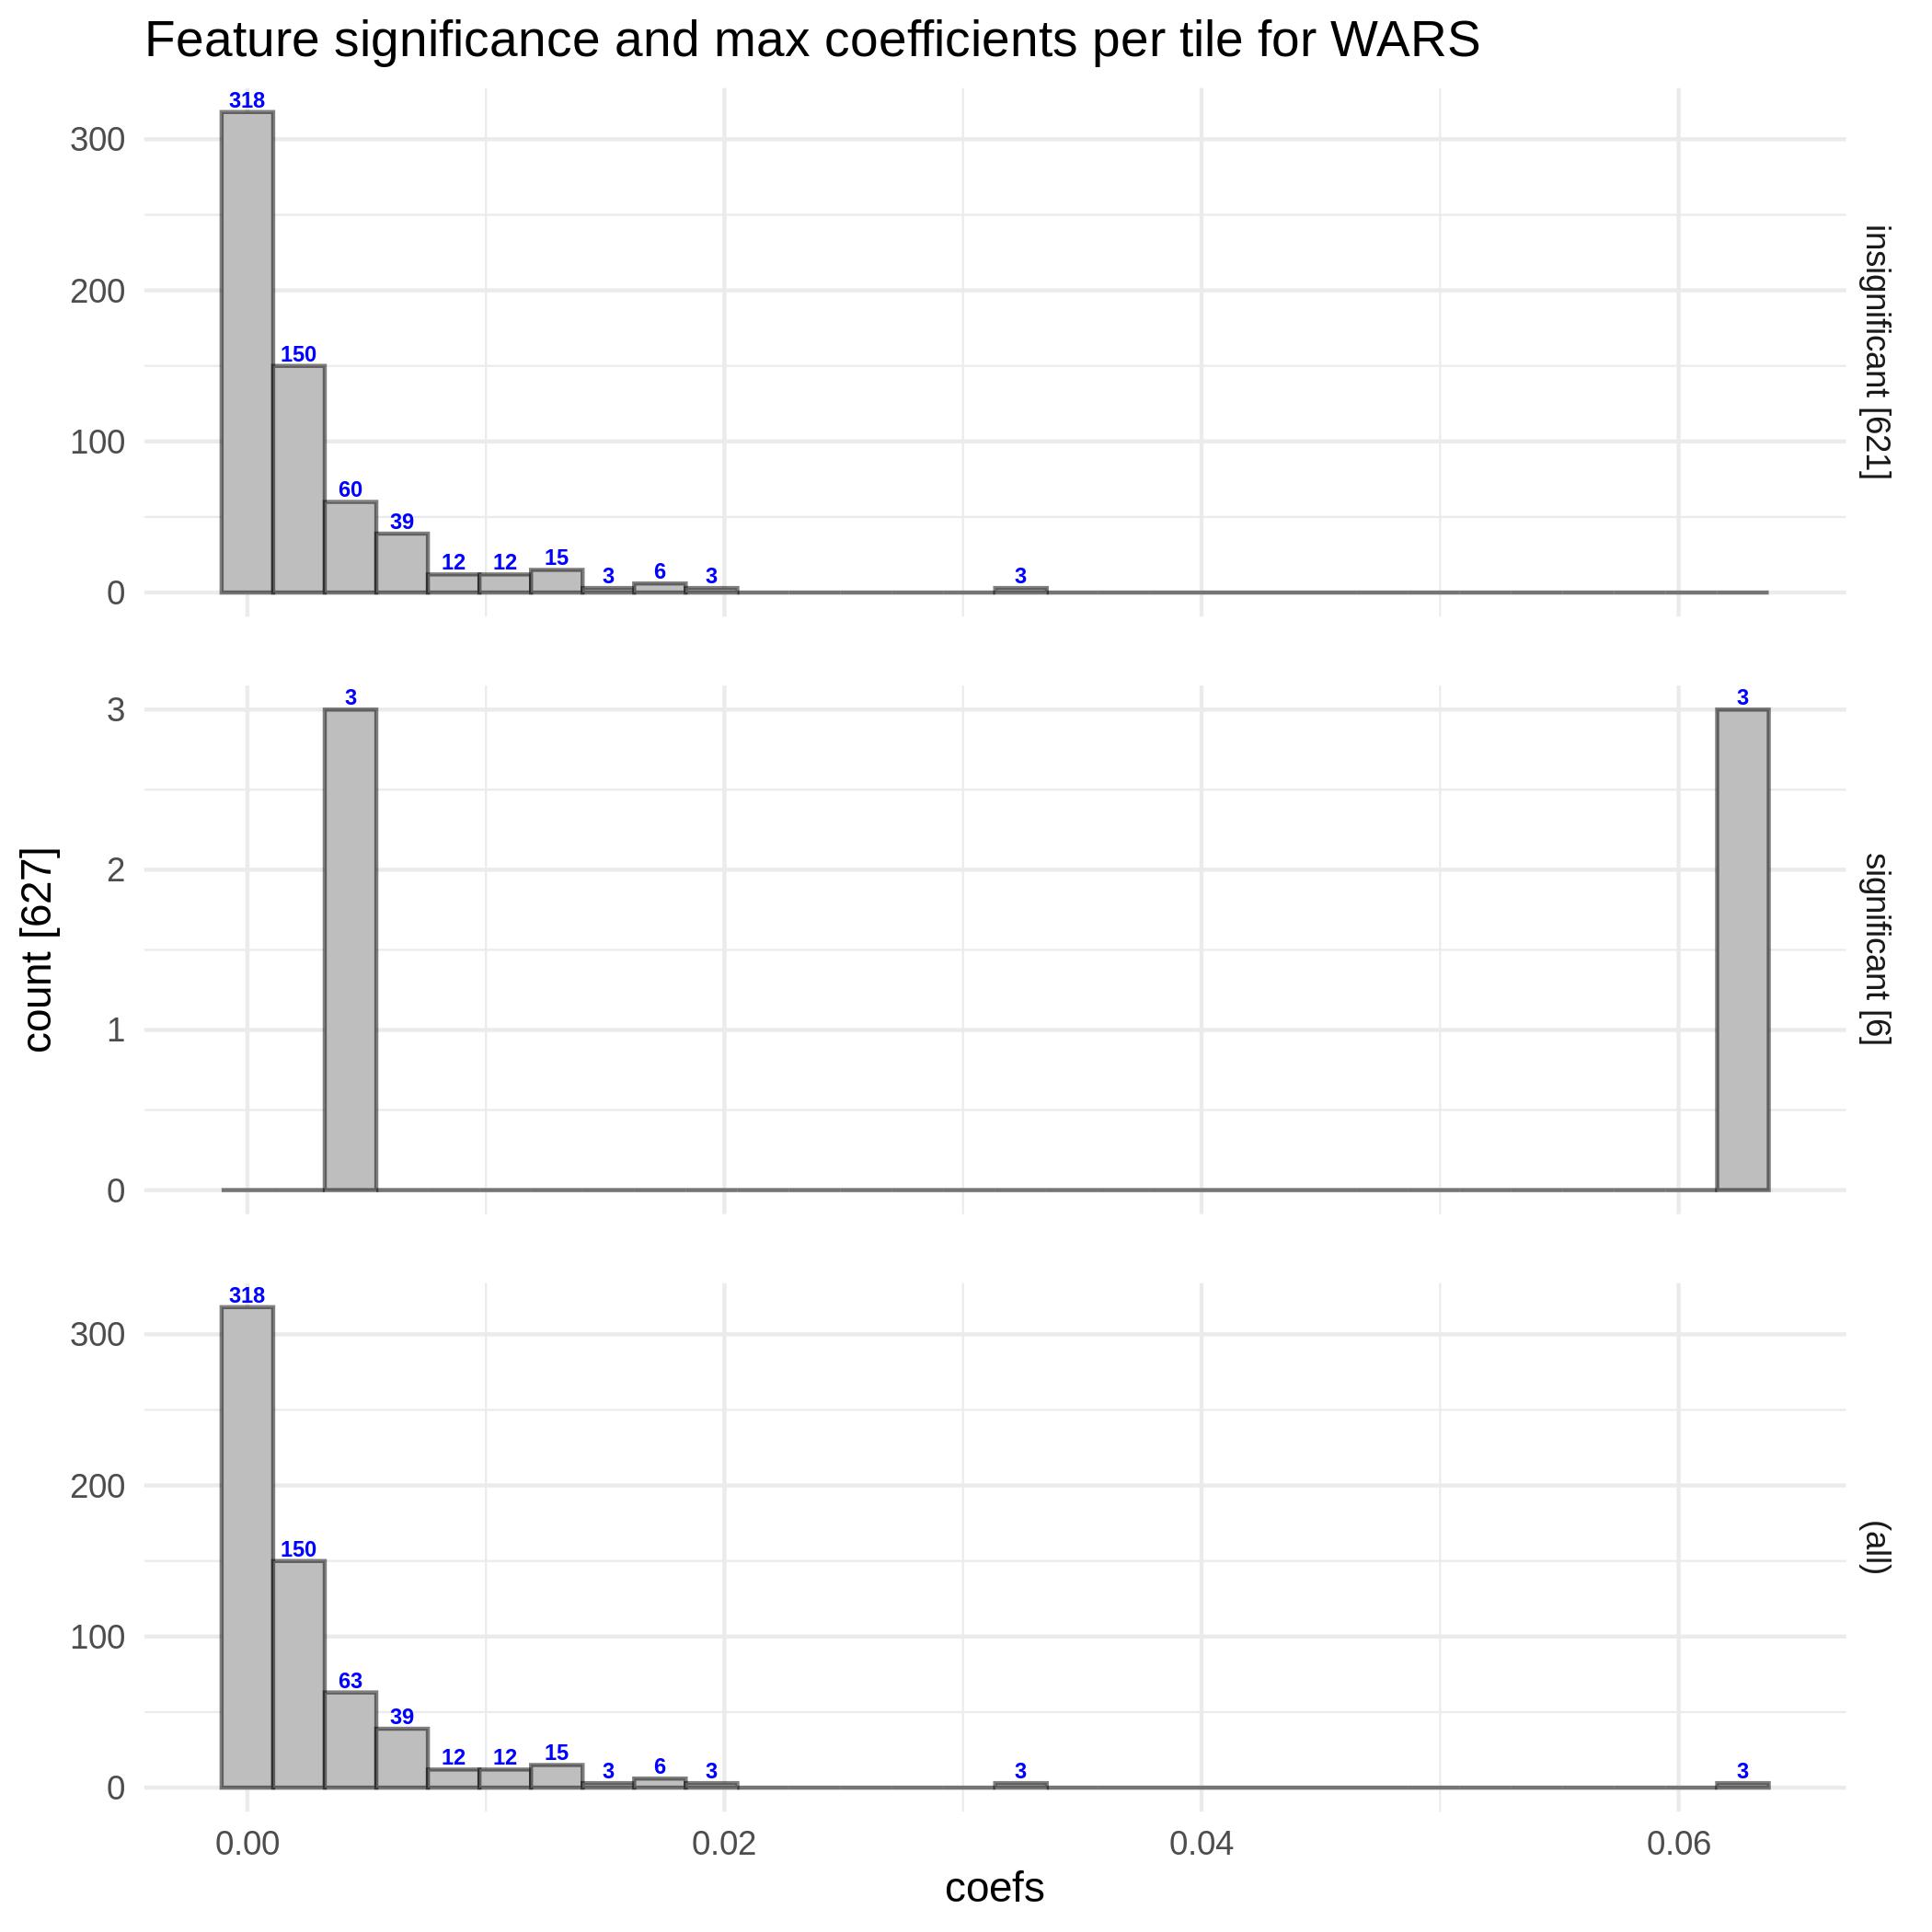 Feature significance and max coefficients per tile for WARS
318
300
150
200
100
60
39
12 12 15 3 6 3 3
0
insignificant [621]
3 3
3
2
1
0
significant [6]
count [627]
318
300
200
150
100
63
39
12 12 15 3 6 3 3 3
0
(all)
0.00 0.02 0.04 0.06
coefs